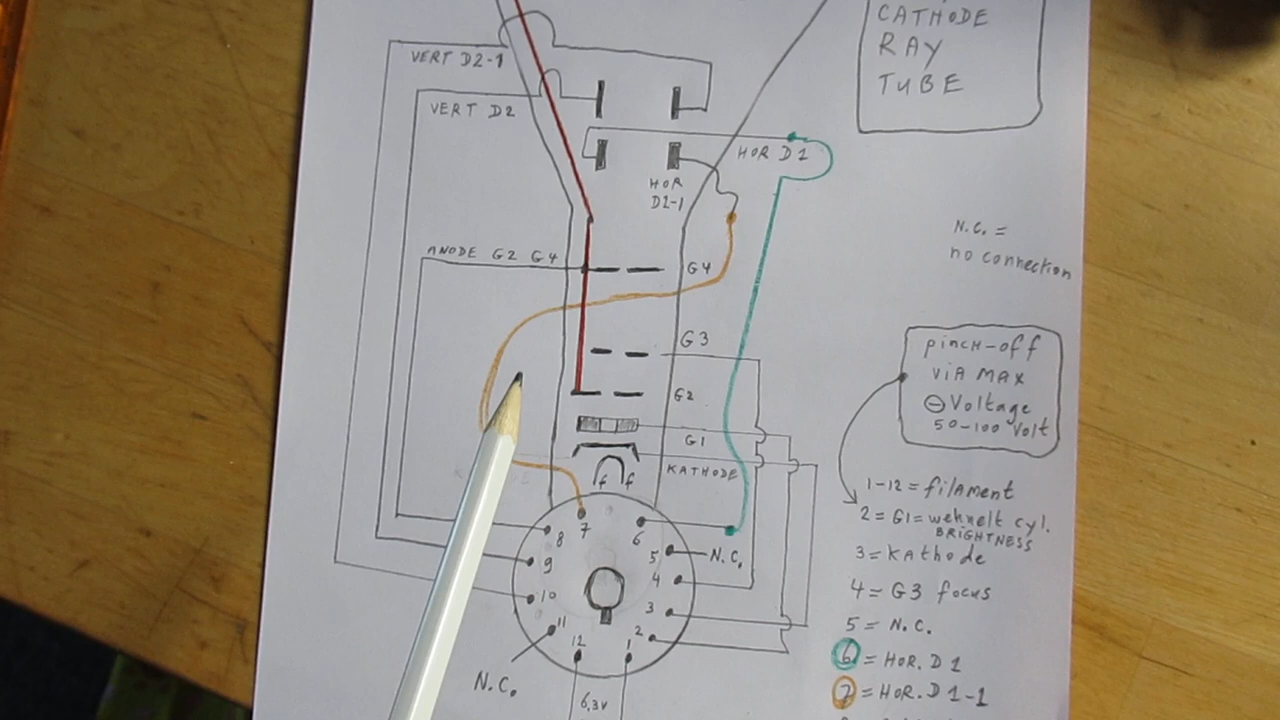 CATHODE
RAY
TUBE
VERT D2-1
VERT D2
HOR D1
HOR
D2-1
N.C. =
no connection
ANODE G2 G4
G4
G3
pinch-off
via MAX
⊖ Voltage
50-100 Volt
G2
G1
KATHODE
f f
1-12 = filament
2 = G1 = wehnelt cyl.
BRIGHTNESS
3 = Kathode
4 = G3 focus
5 = N.C.
6 = HOR. D1
7 = HOR. D1-1
7
6
8
5
N.C.
9
4
10
3
11
2
12
1
N.C.
6,3V